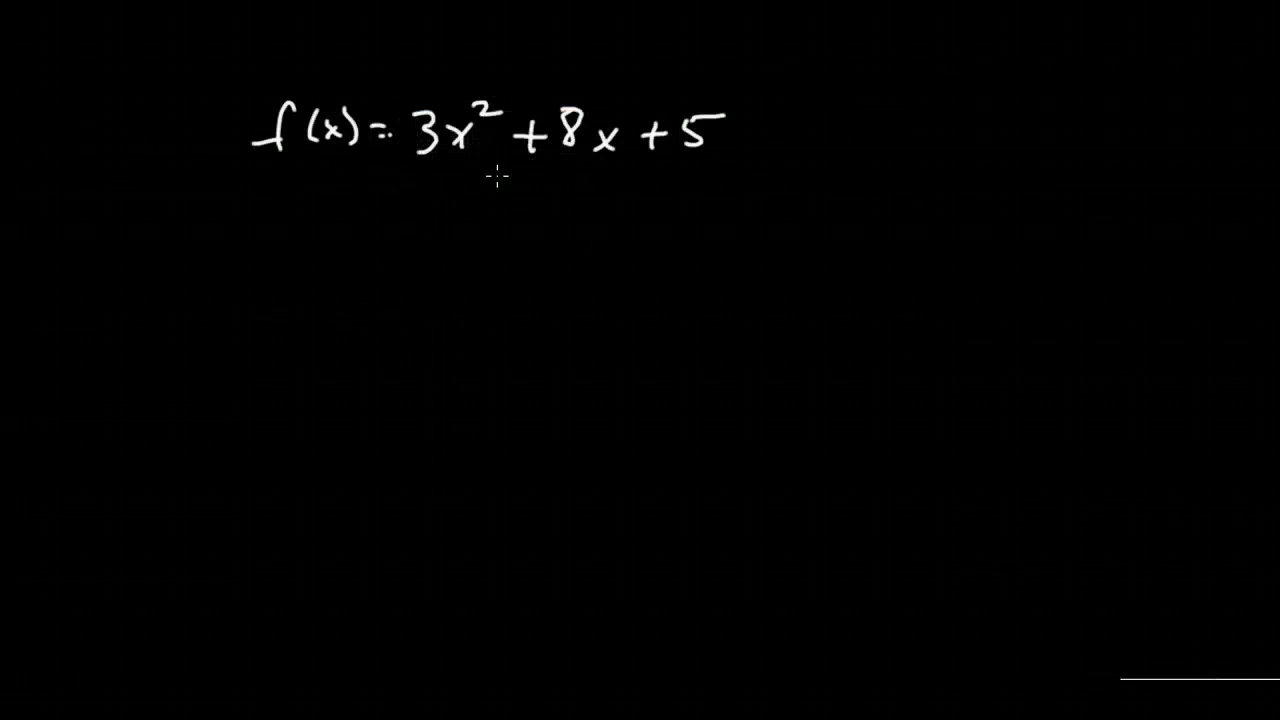 f(x) = 3x² + 8x + 5